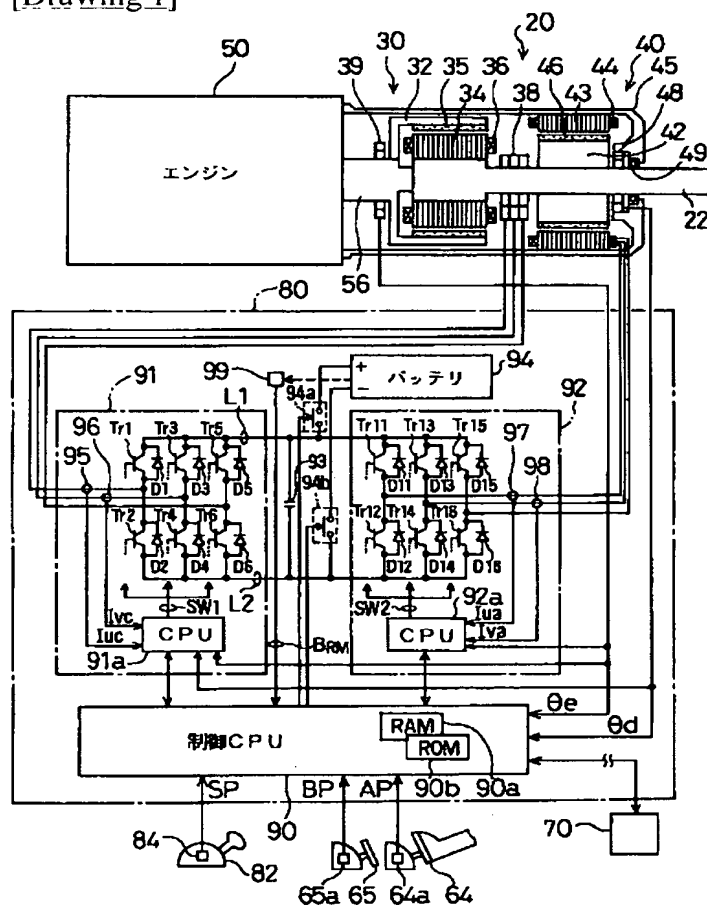 [Drawing 1]
20
50
30
40
39
32
35
34
36
38
46
43
44
45
48
42
49
22
エンジン
56
80
91
99
94
バッテリ
92
L1
94a
96
95
Tr1
Tr3
Tr5
D1
D3
D5
93
94b
Tr11
Tr13
Tr15
97
98
D11
D13
D15
Tr2
Tr4
Tr6
D2
D4
D6
Tr12
Tr14
Tr16
D12
D14
D16
L2
SW1
SW2
92a
Ivc
Iuc
CPU
91a
BRM
CPU
Iua
Iva
制御CPU
RAM
ROM
θe
θd
SP
BP
AP
90
90b
90a
70
84
82
65a
65
64a
64